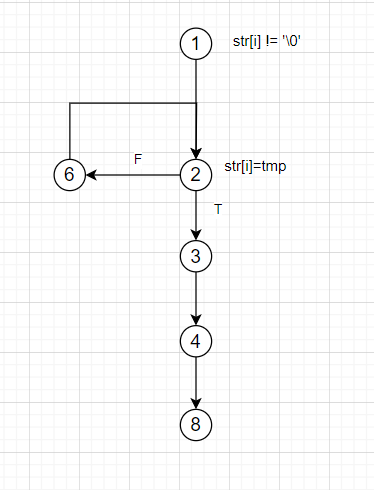 1 str[i] != '\0'
F
6 2 str[i]=tmp
T
3
4
8